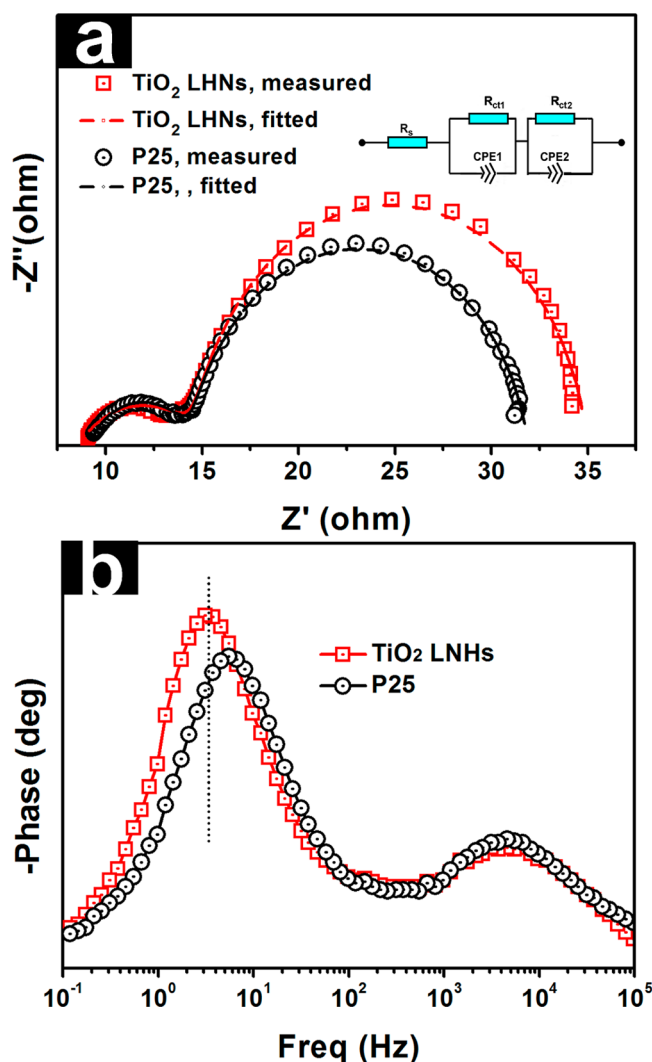 a
TiO2 LHNs, measured
TiO2 LHNs, fitted
P25, measured
P25, , fitted
Rs
Rct1
CPE1
Rct2
CPE2
-Z''(ohm)
10 15 20 25 30 35
Z' (ohm)
b
TiO2 LNHs
P25
-Phase (deg)
10-1 100 101 102 103 104 105
Freq (Hz)